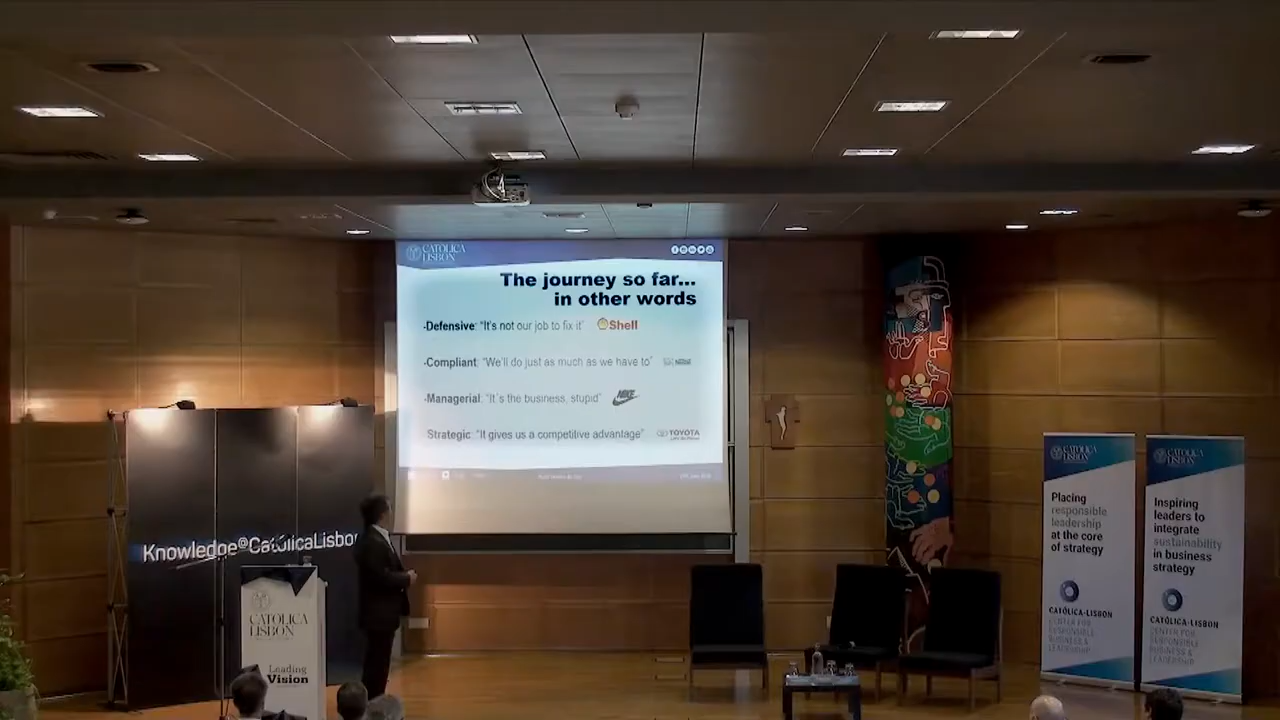 CATÓLICA
LISBON
The journey so far...
in other words
-Defensive: "It's not our job to fix it" Shell
-Compliant: "We'll do just as much as we have to"
-Managerial: "It´s the business, stupid" NIKE
Strategic: "It gives us a competitive advantage" TOYOTA
Knowledge@CatólicaLisbon
CATÓLICA
LISBON
Leading
Vision
CATÓLICA
LISBON
Placing
responsible
leadership
at the core
of strategy
CATÓLICA-LISBON
CENTER FOR
RESPONSIBLE
BUSINESS &
LEADERSHIP
CATÓLICA
LISBON
Inspiring
leaders to
integrate
sustainability
in business
strategy
CATÓLICA-LISBON
CENTER FOR
RESPONSIBLE
BUSINESS &
LEADERSHIP